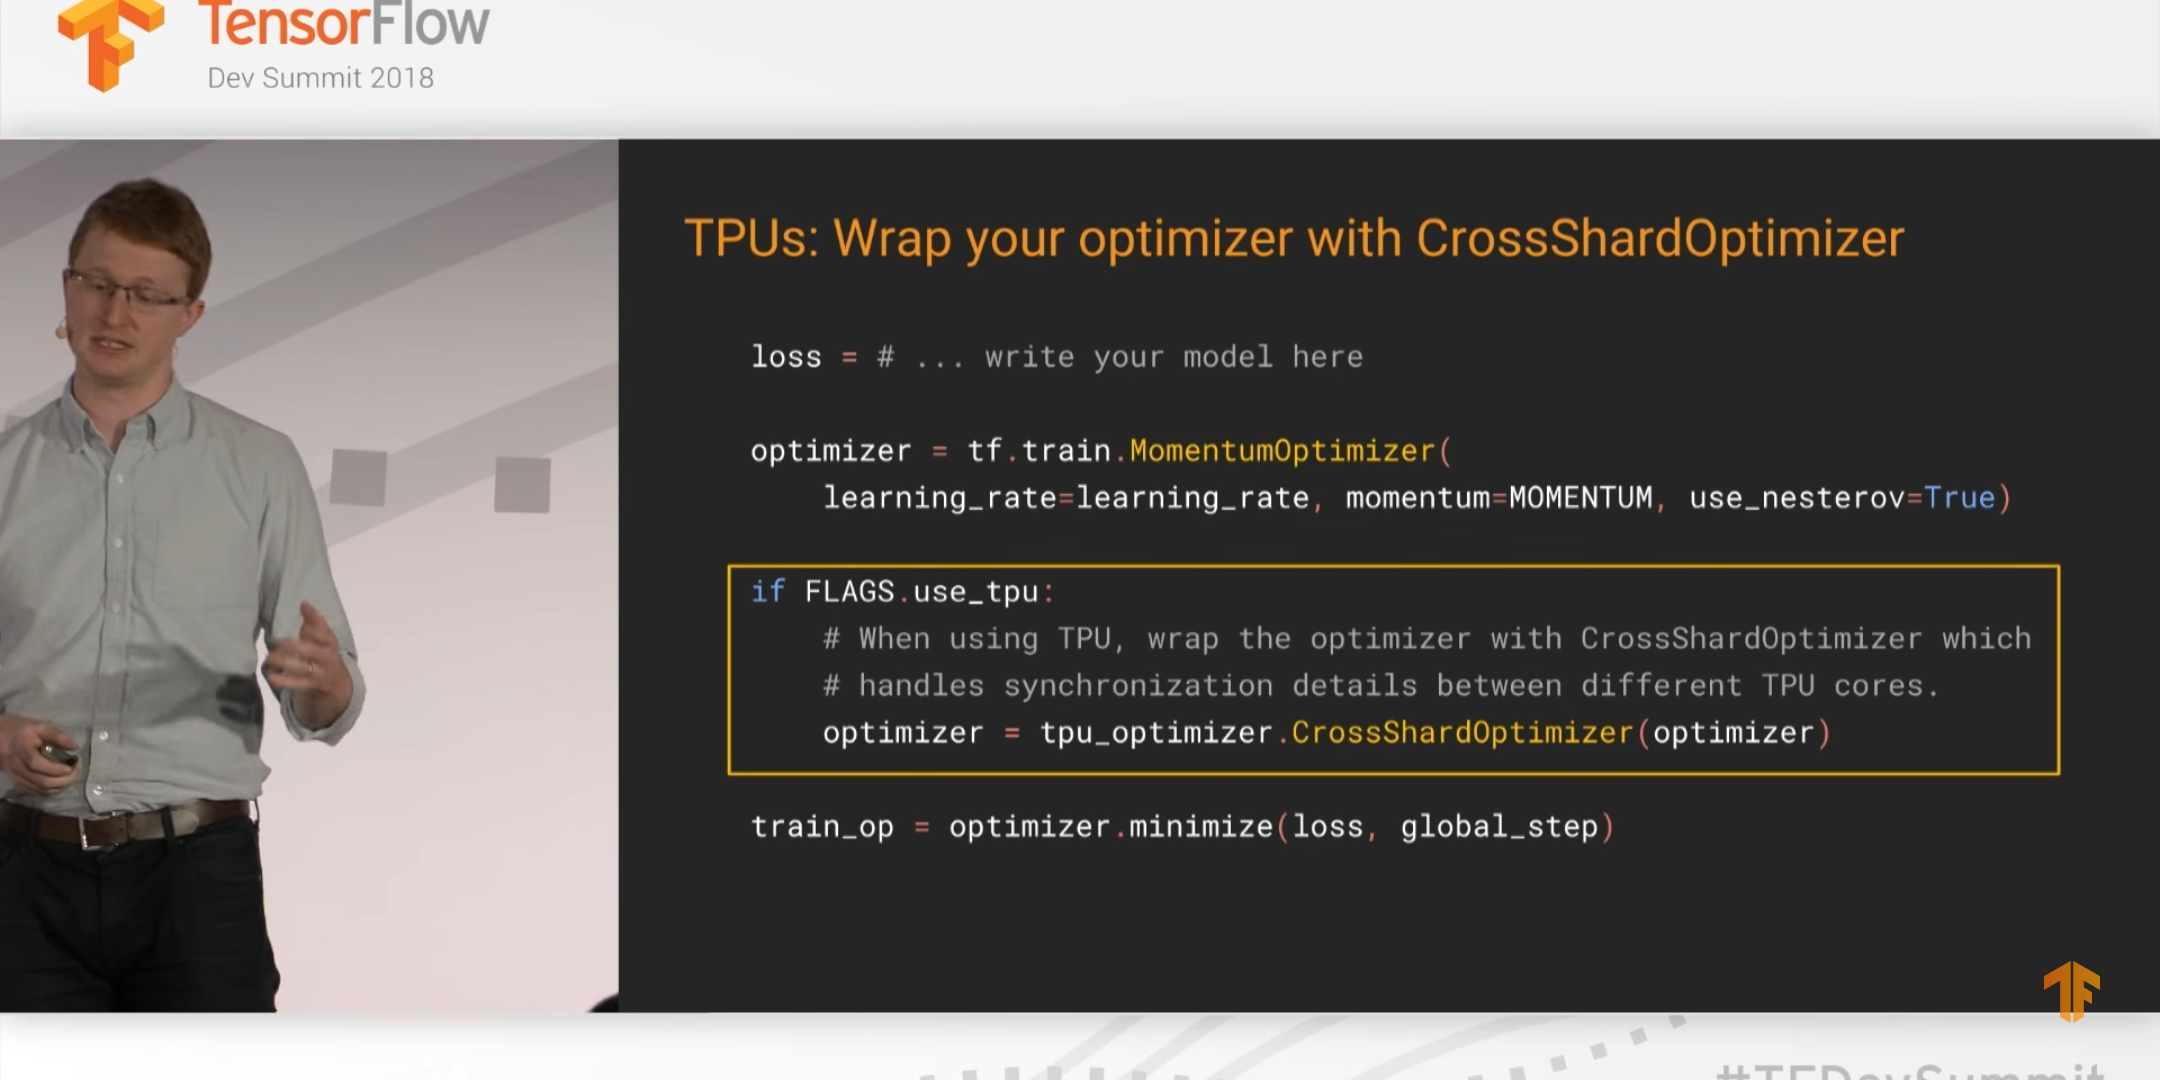 TensorFlow
Dev Summit 2018
TPUs: Wrap your optimizer with CrossShardOptimizer
loss = # ... write your model here
optimizer = tf.train.MomentumOptimizer(
learning_rate=learning_rate, momentum=MOMENTUM, use_nesterov=True)
if FLAGS.use_tpu:
# When using TPU, wrap the optimizer with CrossShardOptimizer which
# handles synchronization details between different TPU cores.
optimizer = tpu_optimizer.CrossShardOptimizer(optimizer)
train_op = optimizer.minimize(loss, global_step)
#TFDevSummit